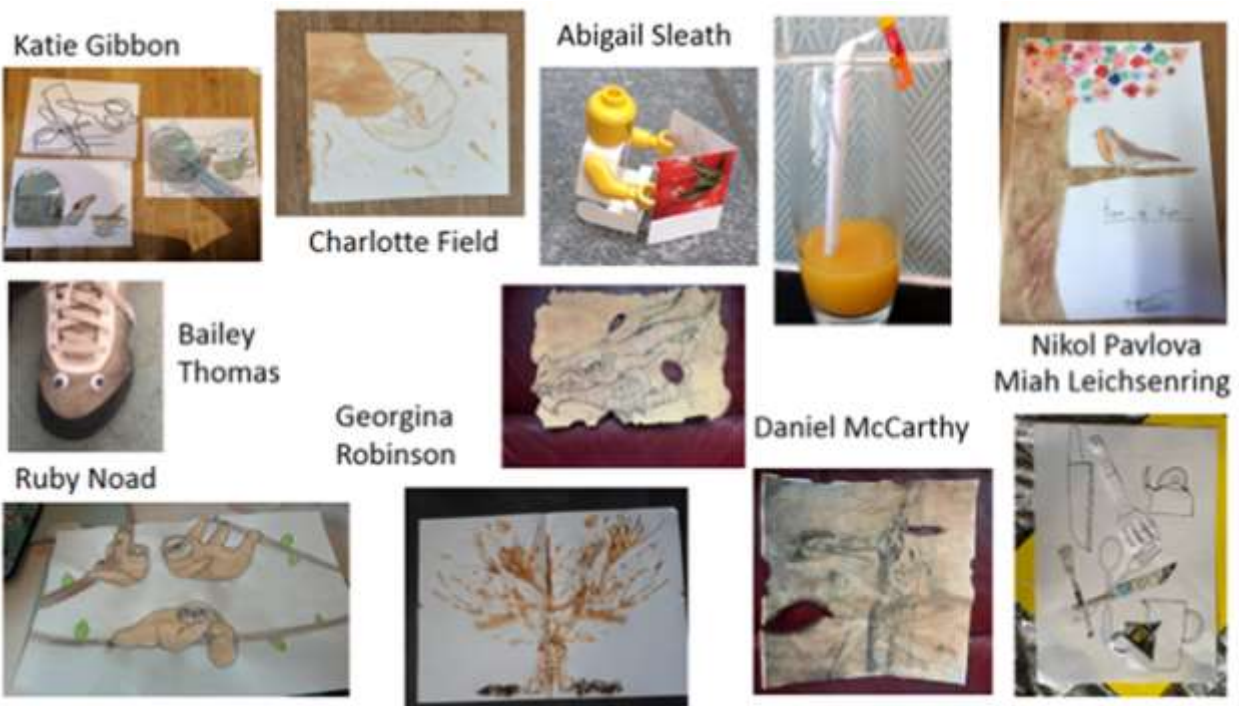 Katie Gibbon
Charlotte Field
Abigail Sleath
Nikol Pavlova
Miah Leichsenring
Bailey
Thomas
Georgina
Robinson
Daniel McCarthy
Ruby Noad